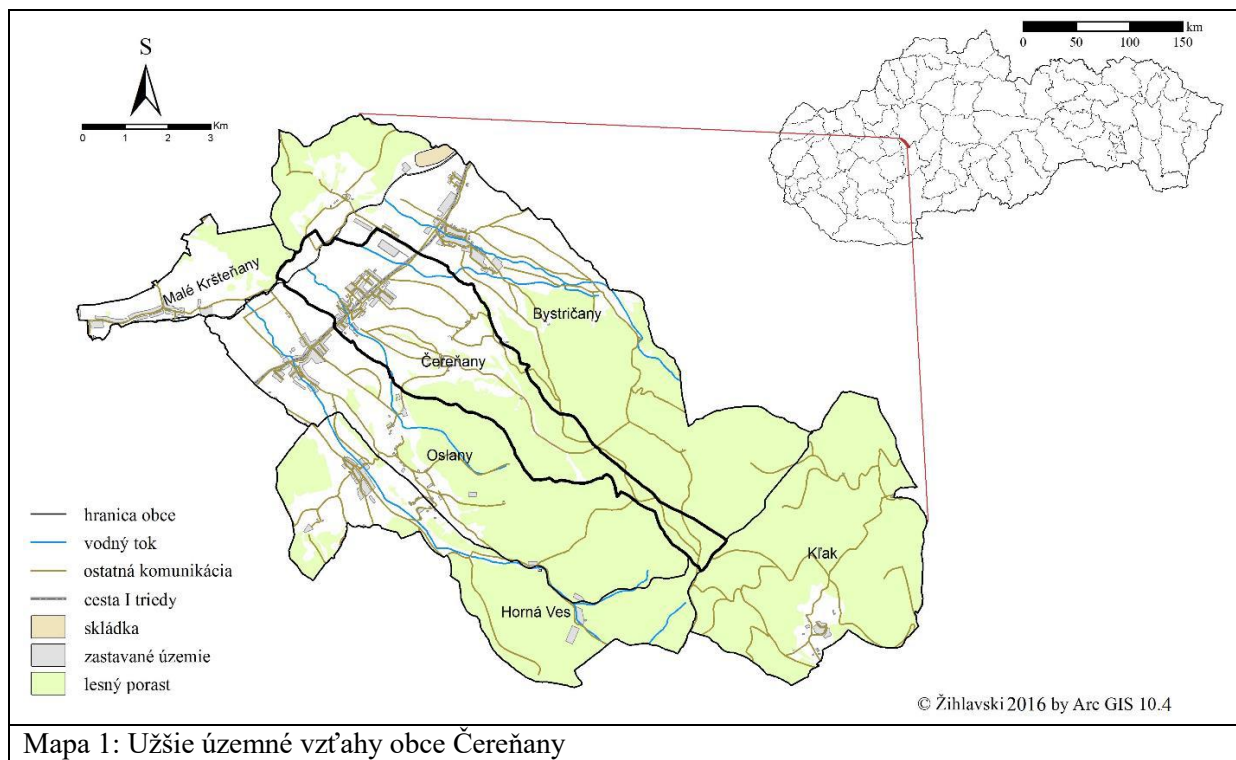 S
0 1 2 3 Km
km
0 50 100 150
Malé Kršteňany
Bystričany
Čereňany
Oslany
Kľak
Horná Ves
hranica obce
vodný tok
ostatná komunikácia
cesta I triedy
skládka
zastavané územie
lesný porast
© Žihlavski 2016 by Arc GIS 10.4
Mapa 1: Užšie územné vzťahy obce Čereňany